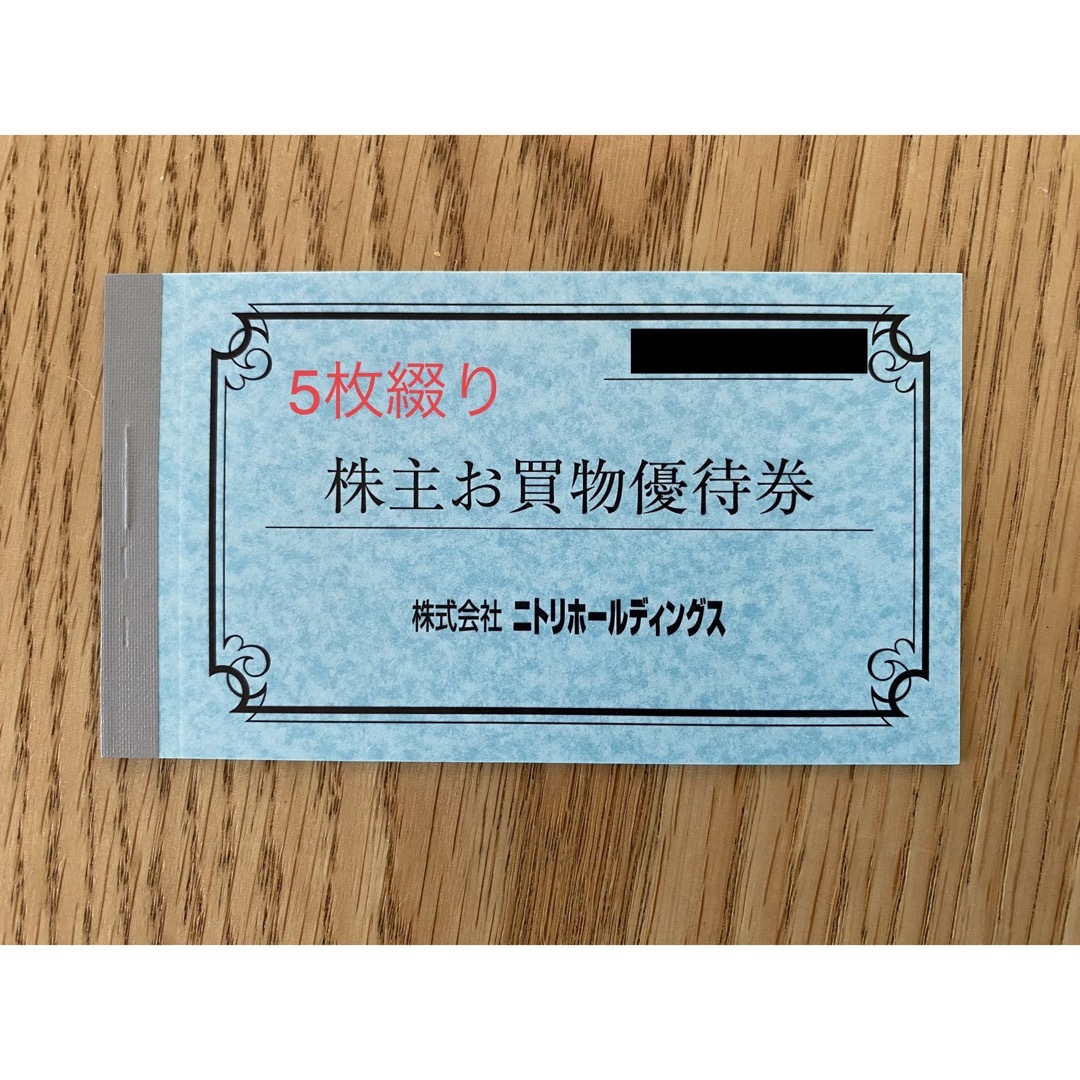 5枚綴り
株主お買物優待券
株式会社 ニトリホールディングス